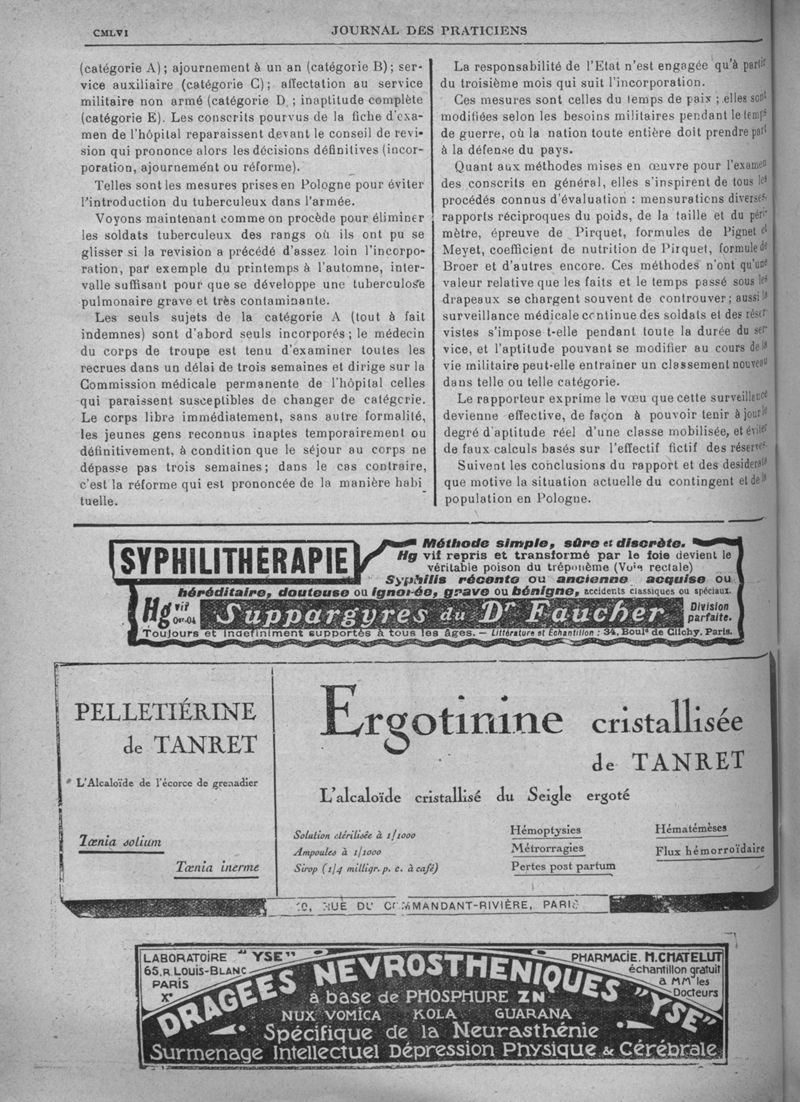 CMLVI
JOURNAL DES PRATICIENS
(catégorie A) ; ajournement à un an (catégorie B) ; ser-
vice auxiliaire (catégorie C) ; affectation au service
militaire non armé (catégorie D ; inaptitude complète
(catégorie E). Les conscrits pourvus de la fiche d'exa-
men de l'hôpital reparaissent devant le conseil de revi-
sion qui prononce alors les décisions définitives (incor-
poration, ajournement ou réforme).
Telles sont les mesures prises en Pologne pour éviter
l'introduction du tuberculeux dans l'armée.
Voyons maintenant comme on procède pour éliminer
les soldats tuberculeux des rangs où ils ont pu se
glisser si la revision a précédé d'assez loin l'incorpo-
ration, par exemple du printemps à l'automne, inter-
valle suffisant pour que se développe une tuberculose
pulmonaire grave et très contaminante.
Les seuls sujets de la catégorie A (tout à fait
indemnes) sont d'abord seuls incorporés ; le médecin
du corps de troupe est tenu d'examiner toutes les
recrues dans un délai de trois semaines et dirige sur la
Commission médicale permanente de l'hôpital celles
qui paraissent susceptibles de changer de catégorie.
Le corps libre immédiatement, sans autre formalité,
les jeunes gens reconnus inaptes temporairement ou
définitivement, à condition que le séjour au corps ne
dépasse pas trois semaines ; dans le cas contraire,
c'est la réforme qui est prononcée de la manière habi
tuelle.
La responsabilité de l'Etat n'est engagée qu'à partir
du troisième mois qui suit l'incorporation.
Ces mesures sont celles du temps de paix ; elles sont
modifiées selon les besoins militaires pendant le temps
de guerre, où la nation toute entière doit prendre part
à la défense du pays.
Quant aux méthodes mises en œuvre pour l'examen
des conscrits en général, elles s'inspirent de tous les
procédés connus d'évaluation : mensurations diverses,
rapports réciproques du poids, de la taille et du péri-
mètre, épreuve de Pirquet, formules de Pignet et
Meyet, coefficient de nutrition de Pirquet, formule de
Broer et d'autres encore. Ces méthodes n'ont qu'une
valeur relative que les faits et le temps passé sous les
drapeaux se chargent souvent de controuver ; aussi la
surveillance médicale continue des soldats et des réser
vistes s'impose t-elle pendant toute la durée du ser
vice, et l'aptitude pouvant se modifier au cours de la
vie militaire peut-elle entraîner un classement nouveau
dans telle ou telle catégorie.
Le rapporteur exprime le vœu que cette surveillance
devienne effective, de façon à pouvoir tenir à jour le
degré d'aptitude réel d'une classe mobilisée, et éviter
de faux calculs basés sur l'effectif fictif des réserves.
Suivent les conclusions du rapport et des desiderata
que motive la situation actuelle du contingent et de la
population en Pologne.
SYPHILITHÉRAPIE
Méthode simple, sûre et discrète.
Hg vif repris et transformé par le foie devient le
véritable poison du tréponème (Voie rectale)
Syphilis récente ou ancienne acquise ou
héréditaire, douteuse ou ignorée, grave ou bénigne, accidents classiques ou spéciaux.
Hg vif 0gr.04 Suppargyres du Dr Faucher Division parfaite.
Toujours et indéfiniment supportés à tous les âges. — Littérature et Échantillon : 34, Boulᵈ de Clichy, Paris.
PELLETIÉRINE
de TANRET
L'Alcaloïde de l'écorce de grenadier
Tœnia solium
Tœnia inerme
Ergotinine cristallisée
de TANRET
L'alcaloïde cristallisé du Seigle ergoté
Solution stérilisée à 1/1000
Ampoules à 1/1000
Sirop (1/4 milligr. p. c. à café)
Hémoptysies
Métrorragies
Pertes post partum
Hématémèses
Flux hémorroïdaire
RUE DU COMMANDANT-RIVIÈRE, PARIS
LABORATOIRE "YSE"
65, R. LOUIS-BLANC
PARIS
Xe
PHARMACIE. M. CHATELUT
échantillon gratuit
à MM les
Docteurs
DRAGÉES NEVROSTHENIQUES "YSE"
à base de PHOSPHURE ZN
NUX VOMICA KOLA GUARANA
Spécifique de la Neurasthénie
Surmenage Intellectuel Dépression Physique & Cérébrale